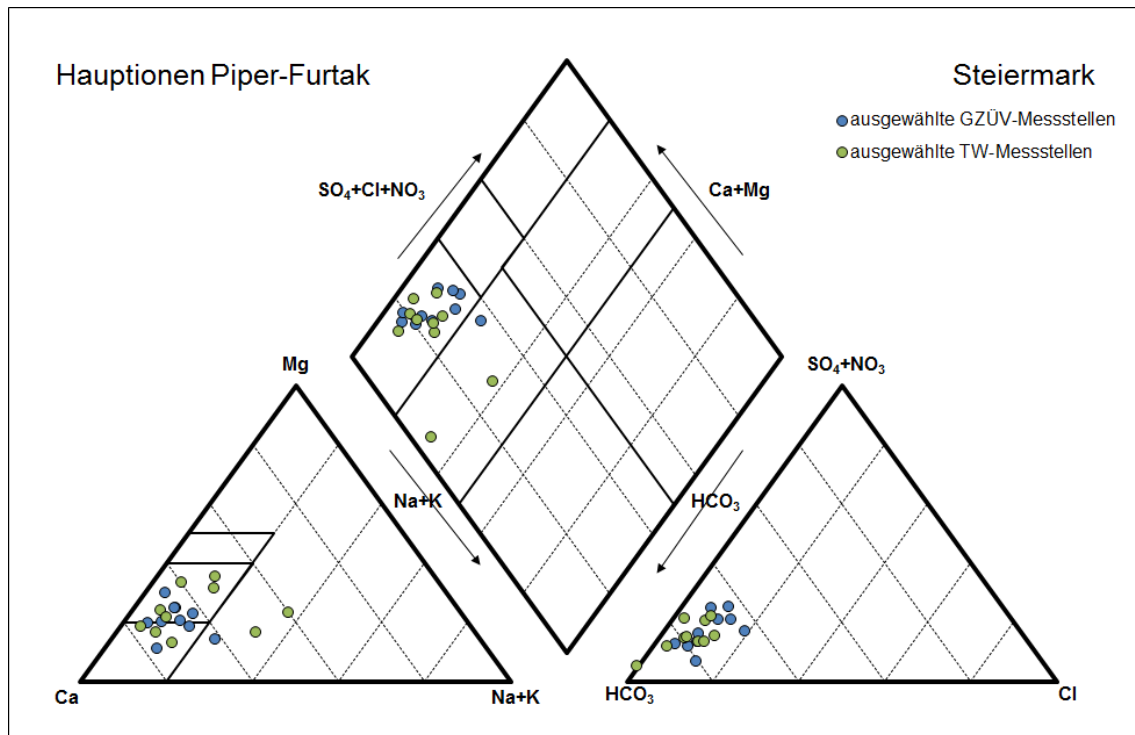 Hauptionen Piper-Furtak
Steiermark
ausgewählte GZÜV-Messstellen
ausgewählte TW-Messstellen
SO₄+Cl+NO₃
Ca+Mg
Mg
SO₄+NO₃
Na+K
HCO₃
Ca
Na+K
HCO₃
Cl